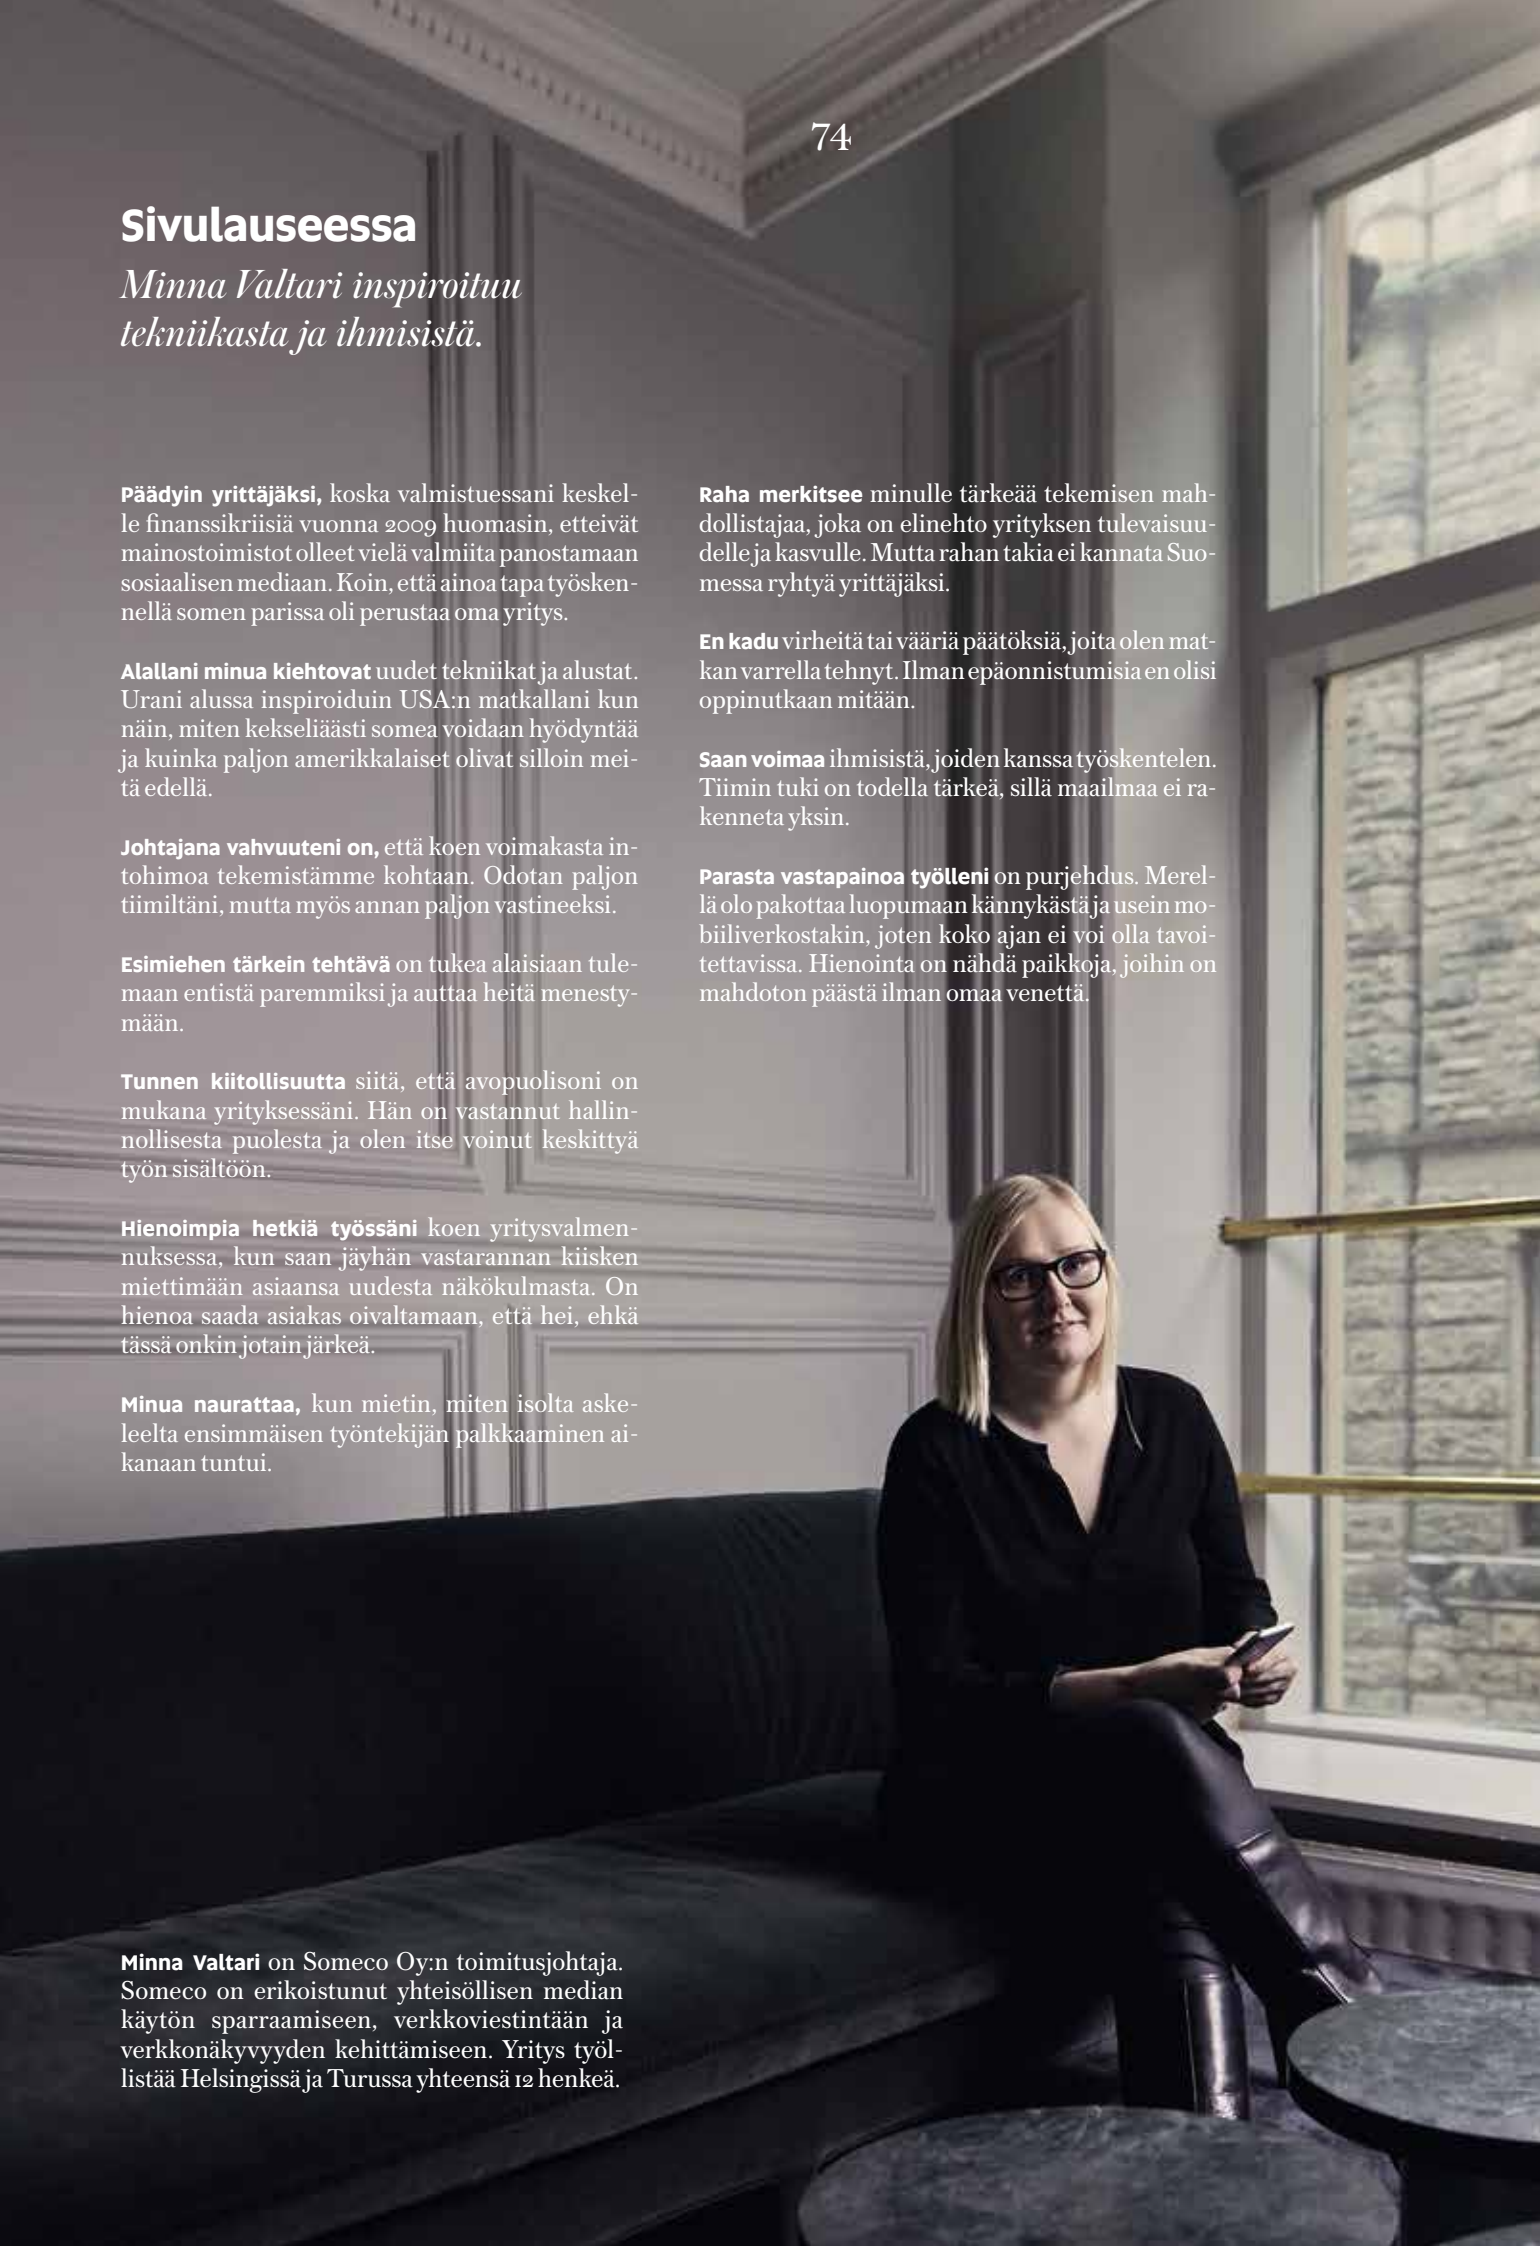 74
Sivulauseessa
Minna Valtari inspiroituu
tekniikasta ja ihmisistä.
Päädyin yrittäjäksi, koska valmistuessani keskel-
le finanssikriisiä vuonna 2009 huomasin, etteivät
mainostoimistot olleet vielä valmiita panostamaan
sosiaalisen mediaan. Koin, että ainoa tapa työsken-
nellä somen parissa oli perustaa oma yritys.
Alallani minua kiehtovat uudet tekniikat ja alustat.
Urani alussa inspiroiduin USA:n matkallani kun
näin, miten kekseliäästi somea voidaan hyödyntää
ja kuinka paljon amerikkalaiset olivat silloin mei-
tä edellä.
Johtajana vahvuuteni on, että koen voimakasta in-
tohimoa tekemistämme kohtaan. Odotan paljon
tiimiltäni, mutta myös annan paljon vastineeksi.
Esimiehen tärkein tehtävä on tukea alaisiaan tule-
maan entistä paremmiksi ja auttaa heitä menesty-
mään.
Tunnen kiitollisuutta siitä, että avopuolisoni on
mukana yrityksessäni. Hän on vastannut hallin-
nollisesta puolesta ja olen itse voinut keskittyä
työn sisältöön.
Hienoimpia hetkiä työssäni koen yritysvalmen-
nuksessa, kun saan jäyhän vastarannan kiisken
miettimään asiaansa uudesta näkökulmasta. On
hienoa saada asiakas oivaltamaan, että hei, ehkä
tässä onkin jotain järkeä.
Minua naurattaa, kun mietin, miten isolta aske-
leelta ensimmäisen työntekijän palkkaaminen ai-
kanaan tuntui.
Raha merkitsee minulle tärkeää tekemisen mah-
dollistajaa, joka on elinehto yrityksen tulevaisuu-
delle ja kasvulle. Mutta rahan takia ei kannata Suo-
messa ryhtyä yrittäjäksi.
En kadu virheitä tai vääriä päätöksiä, joita olen mat-
kan varrella tehnyt. Ilman epäonnistumisia en olisi
oppinutkaan mitään.
Saan voimaa ihmisistä, joiden kanssa työskentelen.
Tiimin tuki on todella tärkeä, sillä maailmaa ei ra-
kenneta yksin.
Parasta vastapainoa työlleni on purjehdus. Merel-
lä olo pakottaa luopumaan kännykästä ja usein mo-
biiliverkostakin, joten koko ajan ei voi olla tavoi-
tettavissa. Hienointa on nähdä paikkoja, joihin on
mahdoton päästä ilman omaa venettä.
Minna Valtari on Someco Oy:n toimitusjohtaja.
Someco on erikoistunut yhteisöllisen median
käytön sparraamiseen, verkkoviestintään ja
verkkonäkyvyyden kehittämiseen. Yritys työl-
listää Helsingissä ja Turussa yhteensä 12 henkeä.